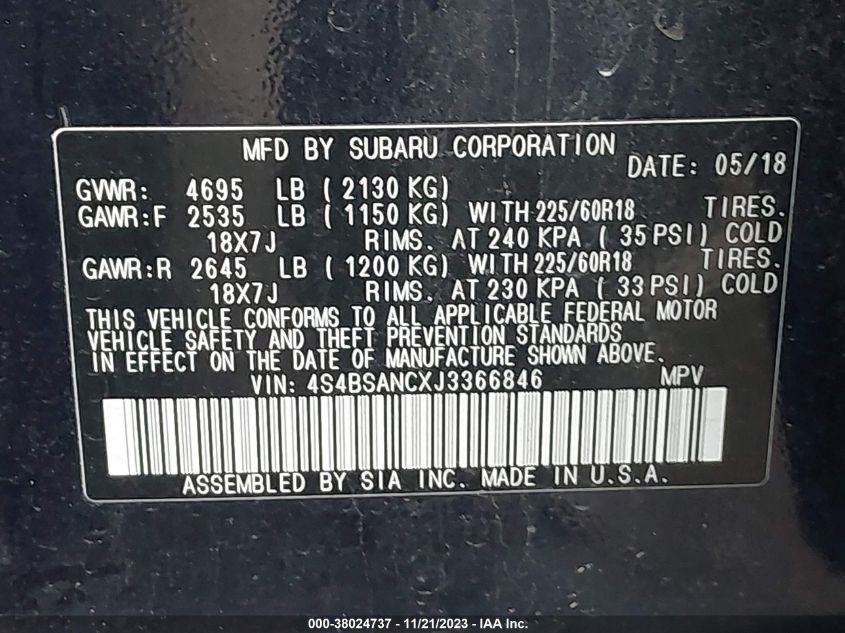 MFD BY SUBARU CORPORATION
DATE: 05/18
GVWR: 4695 LB ( 2130 KG)
GAWR:F 2535 LB ( 1150 KG) WITH 225/60R18 TIRES.
18X7J RIMS. AT 240 KPA ( 35 PSI) COLD
GAWR:R 2645 LB ( 1200 KG) WITH 225/60R18 TIRES.
18X7J RIMS. AT 230 KPA ( 33 PSI) COLD
THIS VEHICLE CONFORMS TO ALL APPLICABLE FEDERAL MOTOR
VEHICLE SAFETY AND THEFT PREVENTION STANDARDS
IN EFFECT ON THE DATE OF MANUFACTURE SHOWN ABOVE.
VIN: 4S4BSANCXJ3366846 MPV
ASSEMBLED BY SIA INC. MADE IN U.S.A.
000-38024737 - 11/21/2023 - IAA Inc.